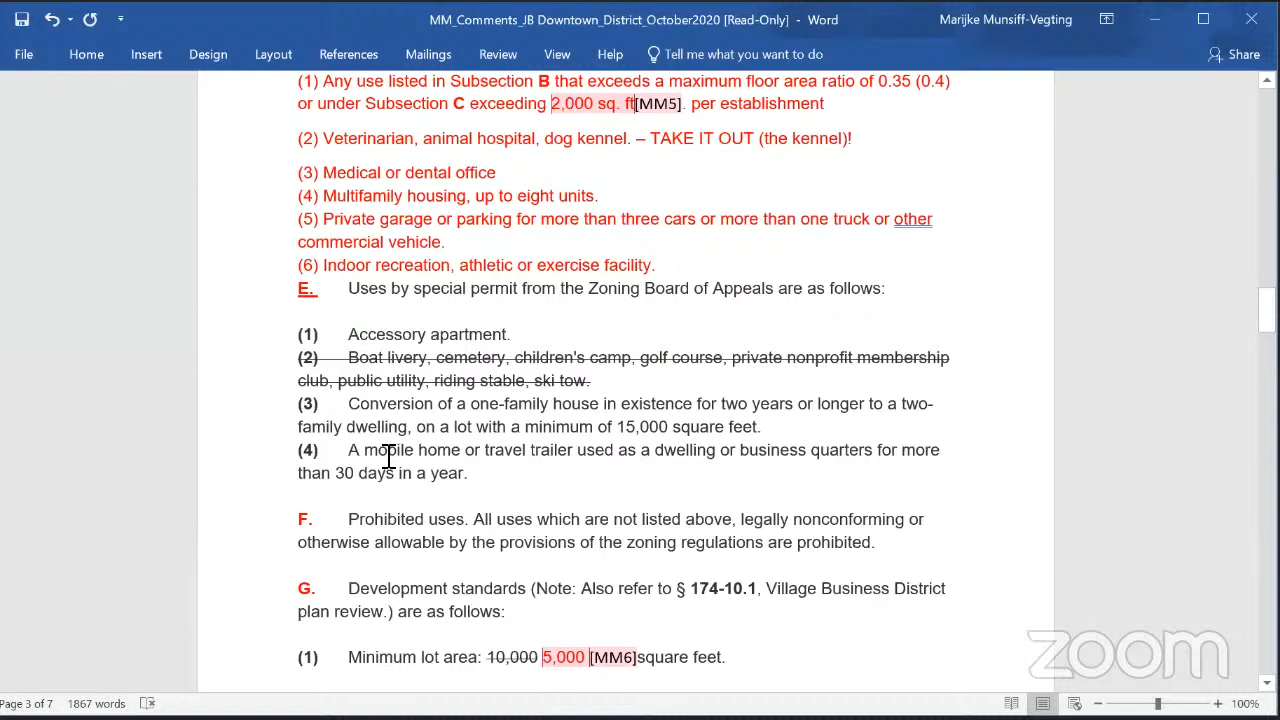 MM_Comments_JB Downtown_District_October2020 [Read-Only] - Word
Marijke Munsiff-Vegting
File Home Insert Design Layout References Mailings Review View Help Tell me what you want to do Share
(1) Any use listed in Subsection B that exceeds a maximum floor area ratio of 0.35 (0.4)
or under Subsection C exceeding 2,000 sq. ft[MM5]. per establishment
(2) Veterinarian, animal hospital, dog kennel. – TAKE IT OUT (the kennel)!
(3) Medical or dental office
(4) Multifamily housing, up to eight units.
(5) Private garage or parking for more than three cars or more than one truck or other
commercial vehicle.
(6) Indoor recreation, athletic or exercise facility.
E. Uses by special permit from the Zoning Board of Appeals are as follows:
(1) Accessory apartment.
(2) Boat livery, cemetery, children's camp, golf course, private nonprofit membership
club, public utility, riding stable, ski tow.
(3) Conversion of a one-family house in existence for two years or longer to a two-
family dwelling, on a lot with a minimum of 15,000 square feet.
(4) A mobile home or travel trailer used as a dwelling or business quarters for more
than 30 days in a year.
F. Prohibited uses. All uses which are not listed above, legally nonconforming or
otherwise allowable by the provisions of the zoning regulations are prohibited.
G. Development standards (Note: Also refer to § 174-10.1, Village Business District
plan review.) are as follows:
(1) Minimum lot area: 10,000 5,000 [MM6]square feet.
zoom
Page 3 of 7 1867 words 100%